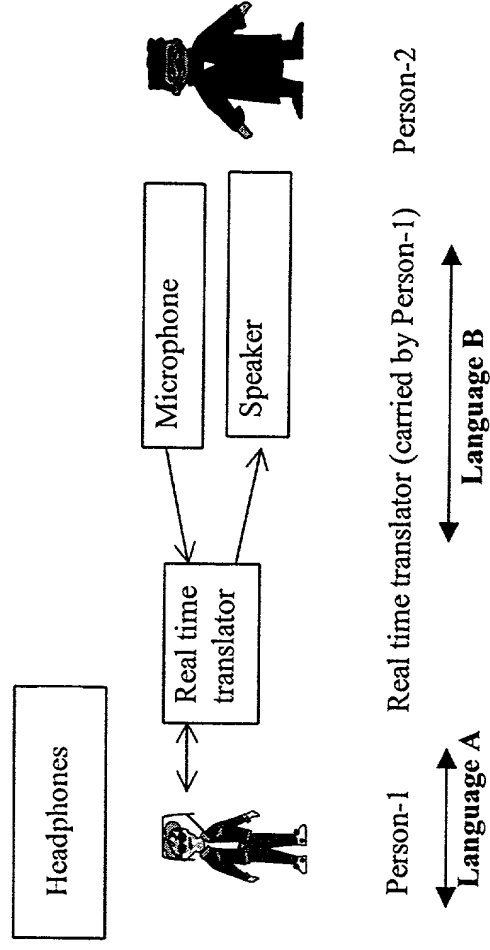 Headphones
Microphone
Real time
translator
Speaker
Person-1
Real time translator (carried by Person-1)
Person-2
Language A
Language B